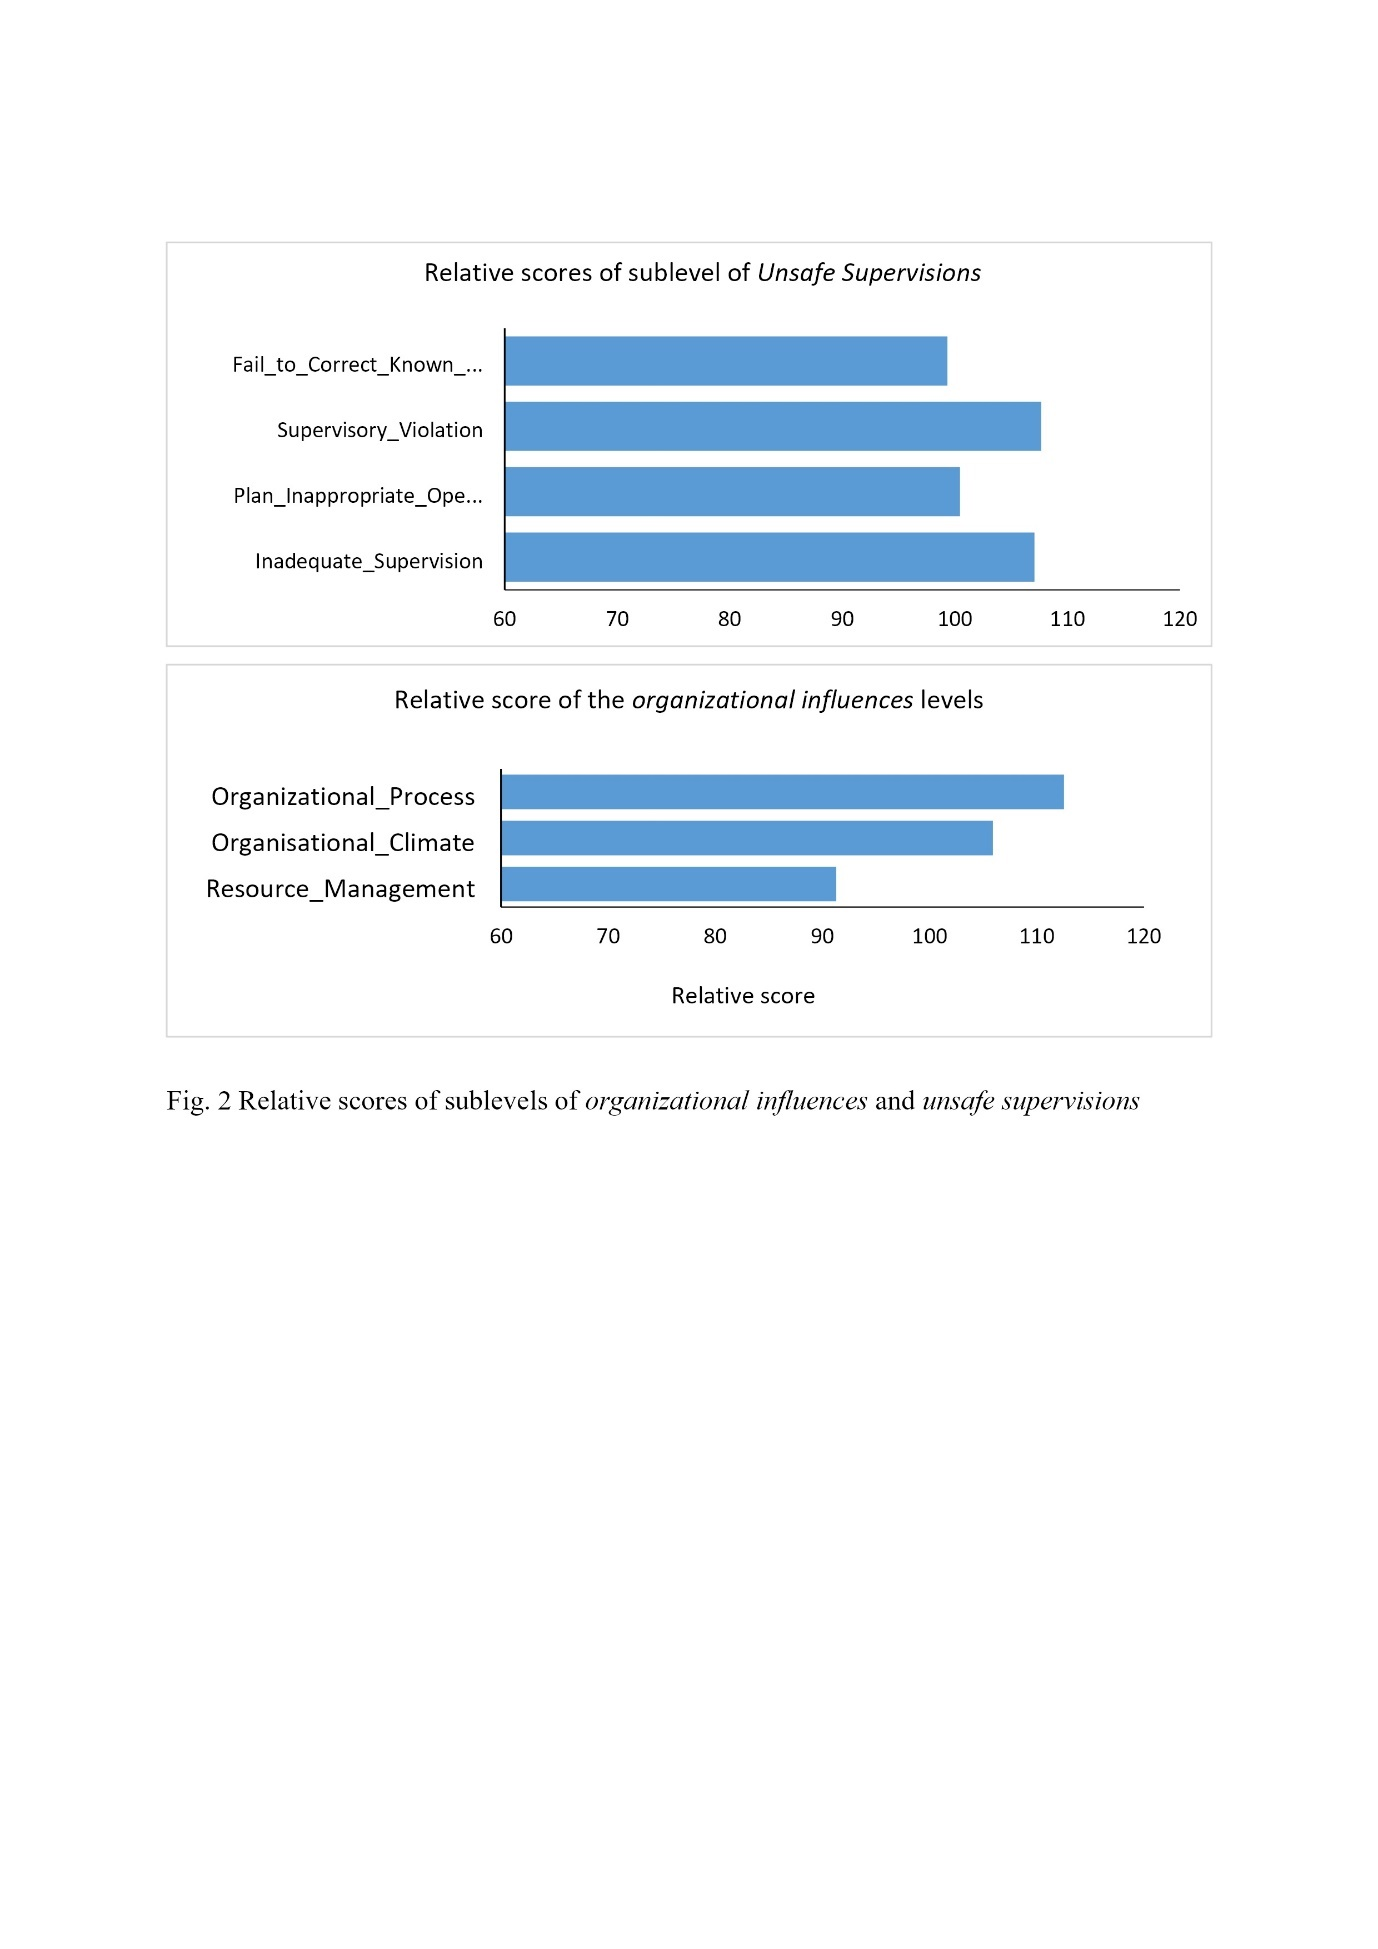 Relative scores of sublevel of Unsafe Supervisions
Fail_to_Correct_Known_...
Supervisory_Violation
Plan_Inappropriate_Ope...
Inadequate_Supervision
60 70 80 90 100 110 120
Relative score of the organizational influences levels
Organizational_Process
Organisational_Climate
Resource_Management
60 70 80 90 100 110 120
Relative score
Fig. 2 Relative scores of sublevels of organizational influences and unsafe supervisions